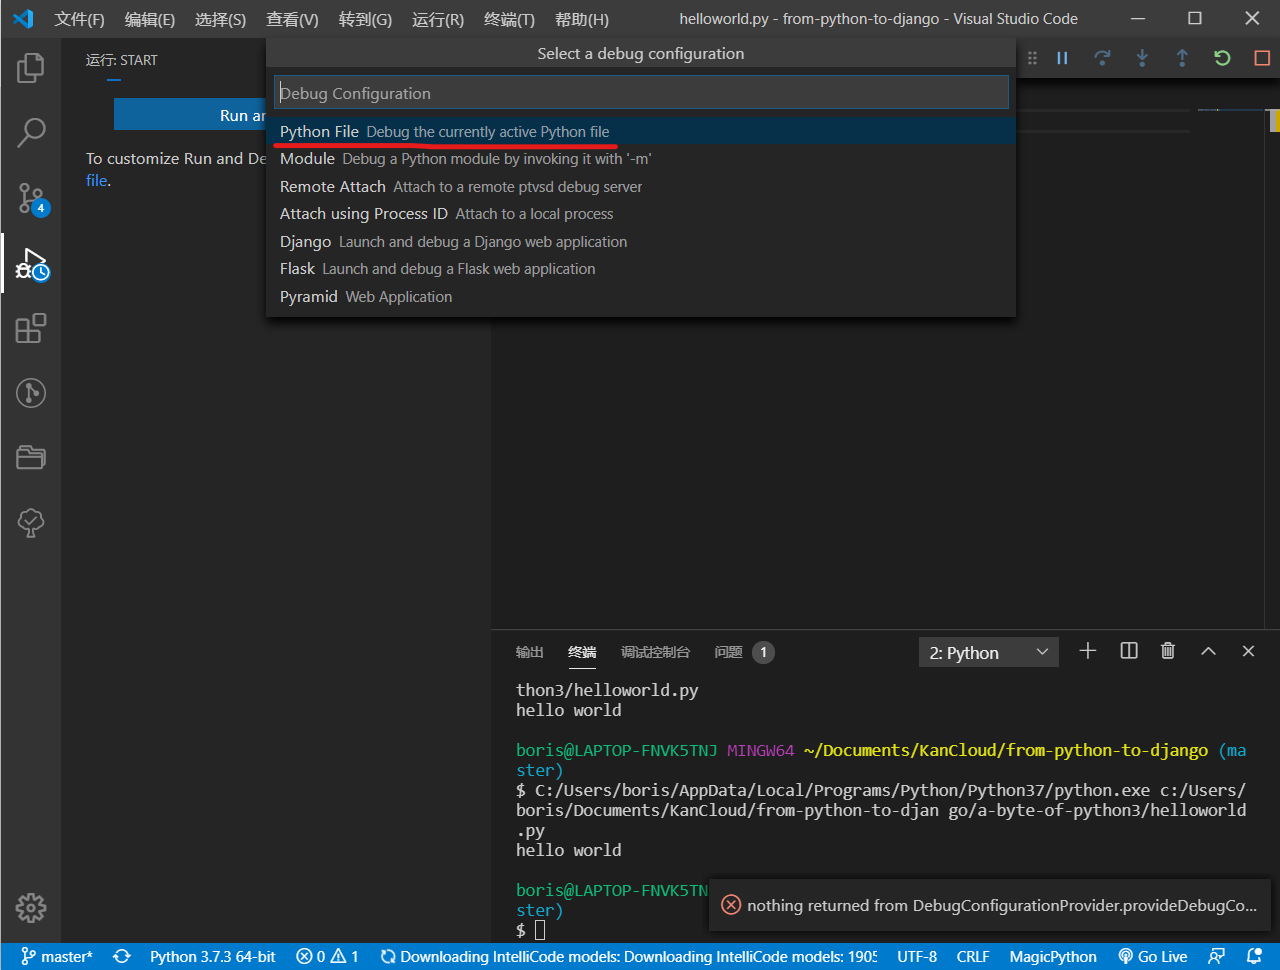 文件(F) 编辑(E) 选择(S) 查看(V) 转到(G) 运行(R) 终端(T) 帮助(H) helloworld.py - from-python-to-django - Visual Studio Code
运行: START
Select a debug configuration
Debug Configuration
Run an
Python File Debug the currently active Python file
To customize Run and De
Module Debug a Python module by invoking it with '-m'
file.
Remote Attach Attach to a remote ptvsd debug server
4
Attach using Process ID Attach to a local process
Django Launch and debug a Django web application
Flask Launch and debug a Flask web application
Pyramid Web Application
输出 终端 调试控制台 问题 1 2: Python
thon3/helloworld.py
hello world
boris@LAPTOP-FNVK5TNJ MINGW64 ~/Documents/KanCloud/from-python-to-django (ma
ster)
$ C:/Users/boris/AppData/Local/Programs/Python/Python37/python.exe c:/Users/
boris/Documents/KanCloud/from-python-to-djan go/a-byte-of-python3/helloworld
.py
hello world
boris@LAPTOP-FNVK5TN
ster)
nothing returned from DebugConfigurationProvider.provideDebugCo...
$
master* Python 3.7.3 64-bit 0 1 Downloading IntelliCode models: Downloading IntelliCode models: 1905 UTF-8 CRLF MagicPython Go Live